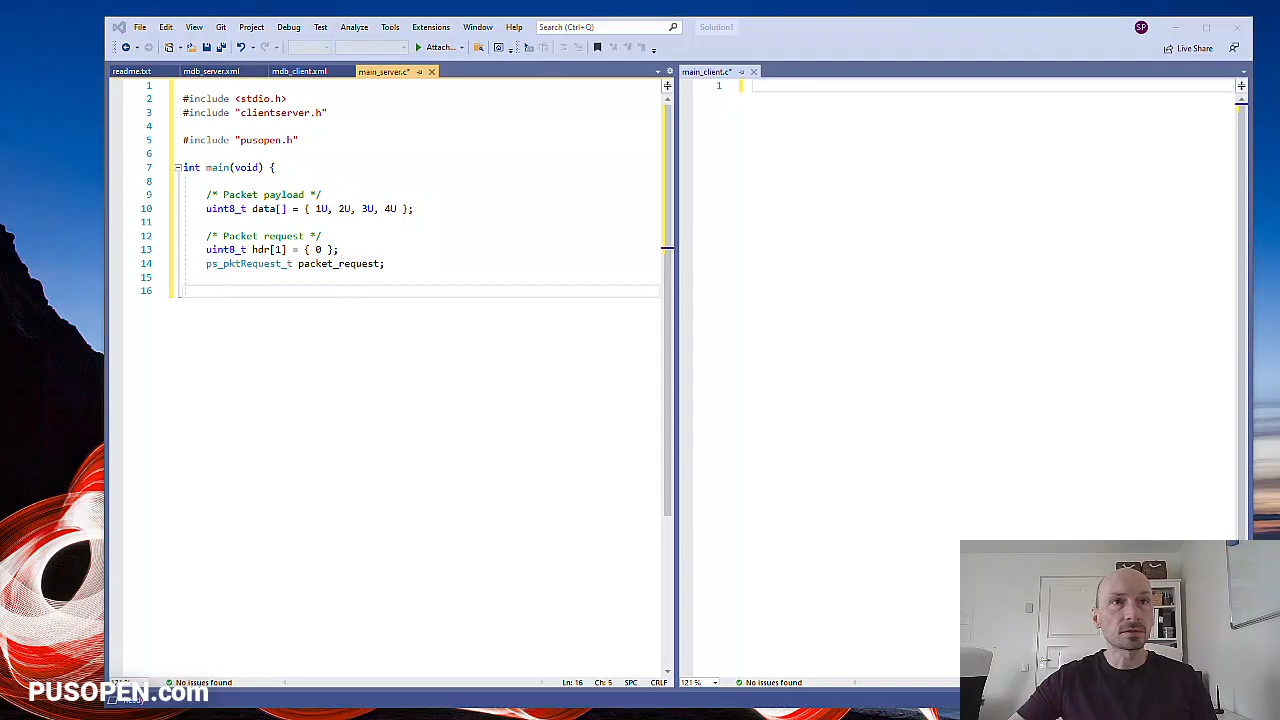 File Edit View Git Project Debug Test Analyze Tools Extensions Window Help Search (Ctrl+Q) Solution1 SP
Attach... Live Share
readme.txt mdb_server.xml mdb_client.xml main_server.c* main_client.c*
1
2 #include <stdio.h>
3 #include "clientserver.h"
4
5 #include "pusopen.h"
6
7 int main(void) {
8
9 /* Packet payload */
10 uint8_t data[] = { 1U, 2U, 3U, 4U };
11
12 /* Packet request */
13 uint8_t hdr[1] = { 0 };
14 ps_pktRequest_t packet_request;
15
16
1
No issues found Ln: 16 Ch: 5 SPC CRLF
121 % No issues found
PUSOPEN.com